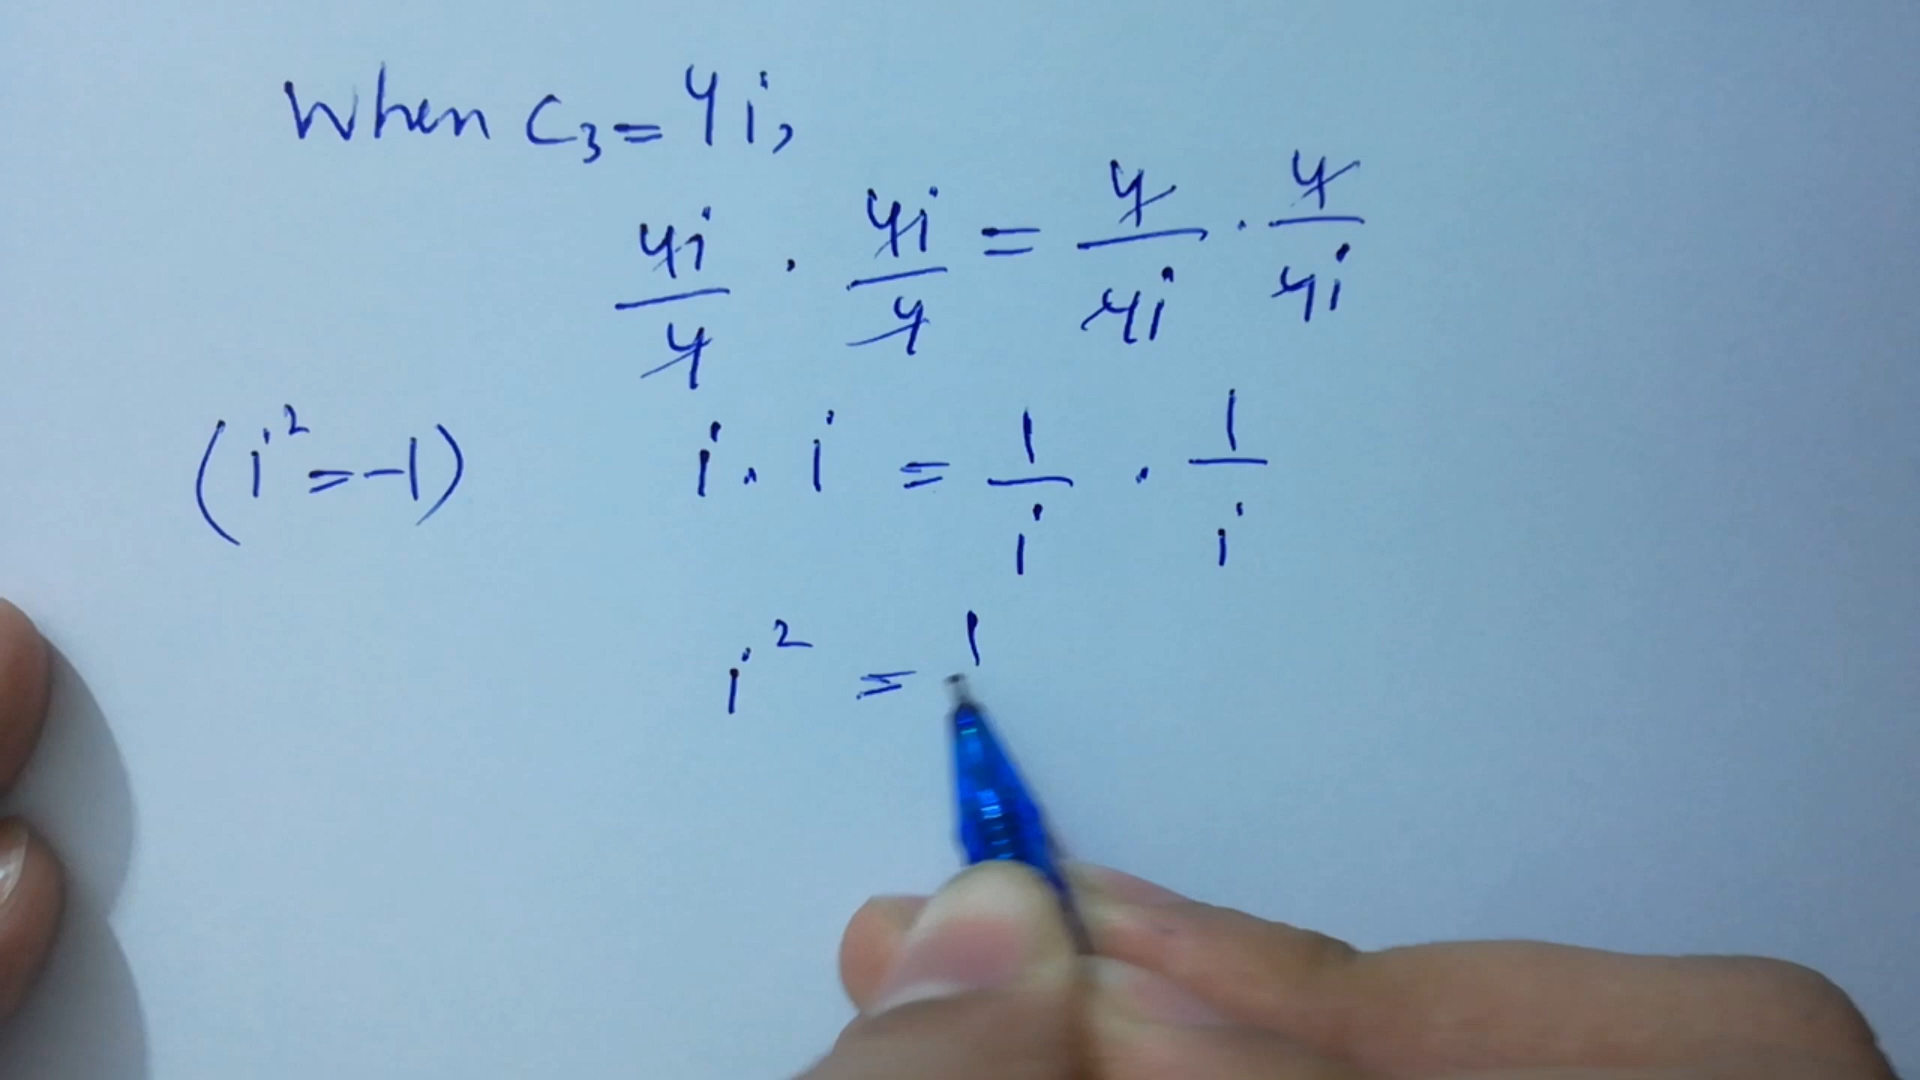 When C₃ = 4i,
4i/4 . 4i/4 = 4/4i . 4/4i
(i² = -1) i . i = 1/i . 1/i
i² = 1